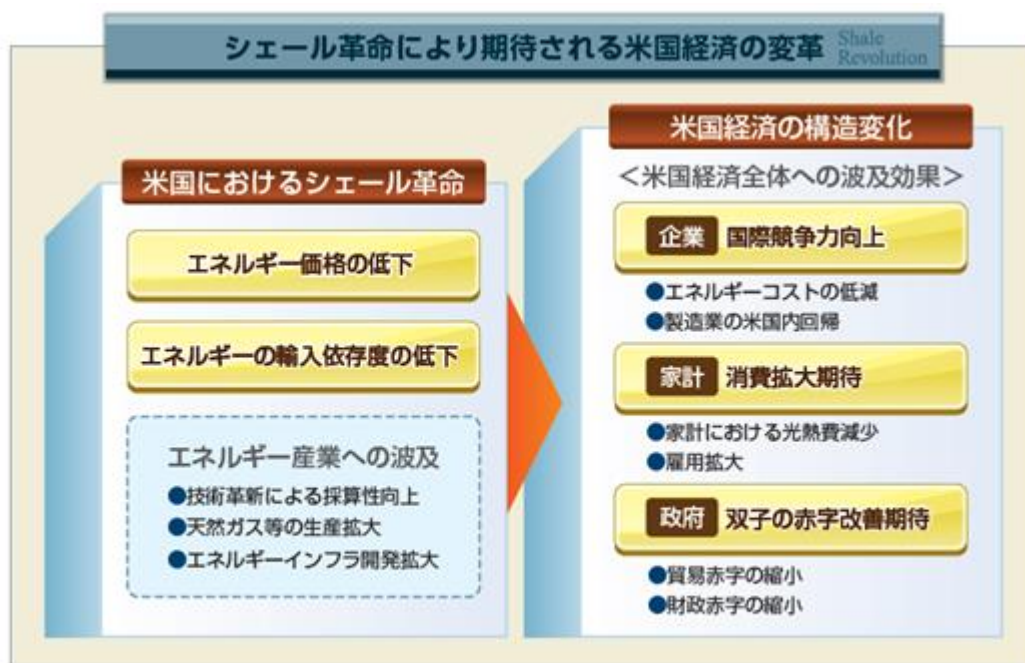 シェール革命により期待される米国経済の変革
Shale
Revolution
米国におけるシェール革命
エネルギー価格の低下
エネルギーの輸入依存度の低下
エネルギー産業への波及
●技術革新による採算性向上
●天然ガス等の生産拡大
●エネルギーインフラ開発拡大
米国経済の構造変化
＜米国経済全体への波及効果＞
企業 国際競争力向上
●エネルギーコストの低減
●製造業の米国内回帰
家計 消費拡大期待
●家計における光熱費減少
●雇用拡大
政府 双子の赤字改善期待
●貿易赤字の縮小
●財政赤字の縮小